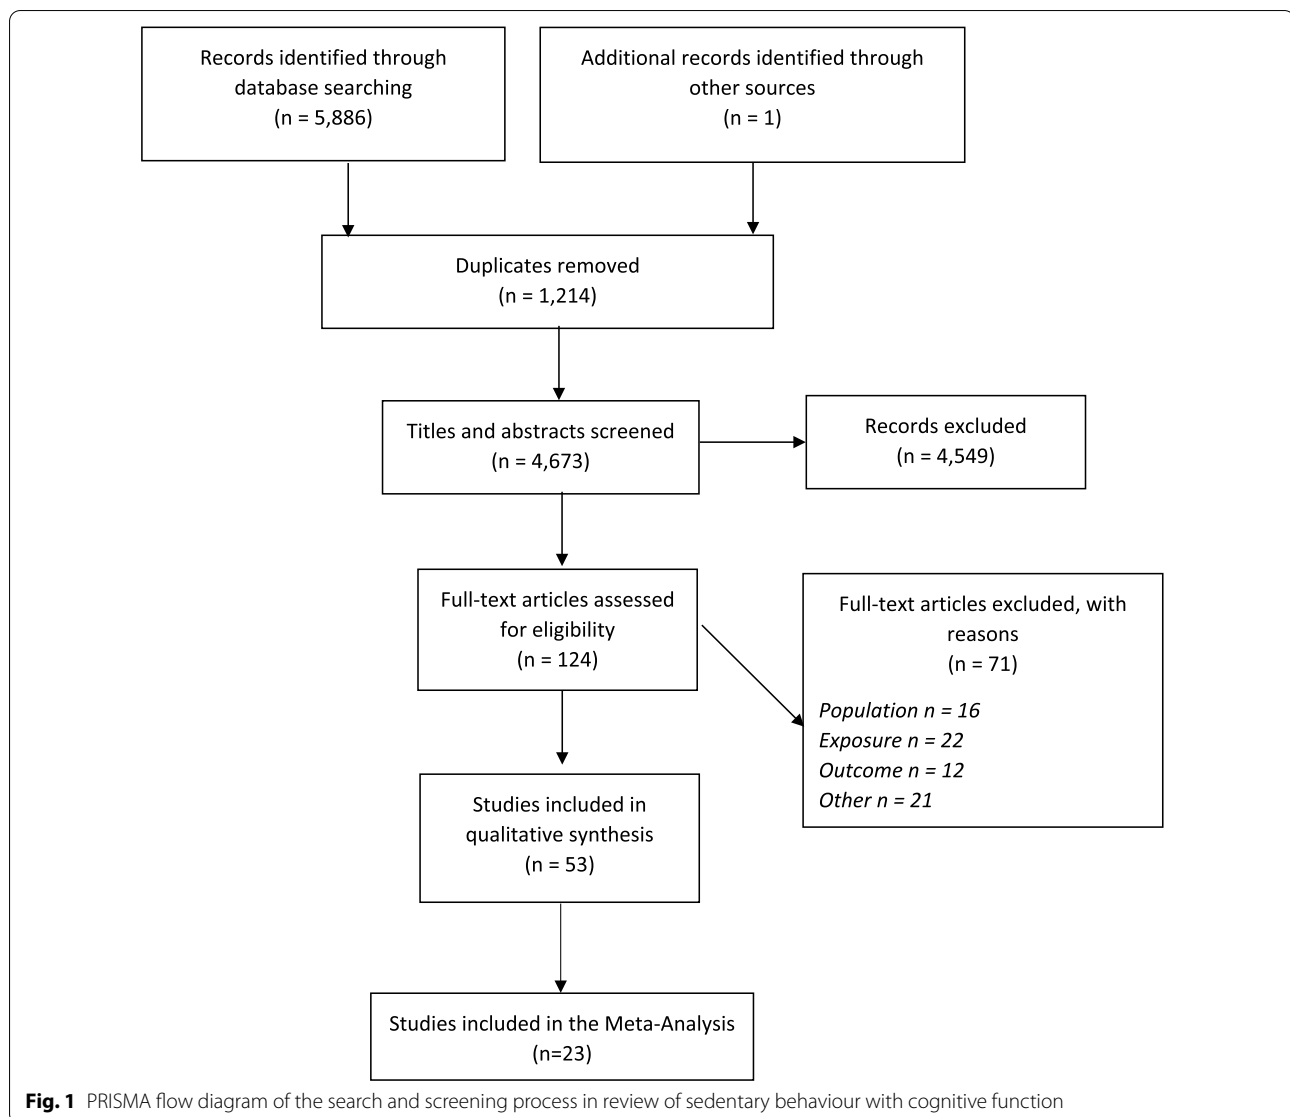 Records identified through
database searching
(n = 5,886)
Additional records identified through
other sources
(n = 1)
Duplicates removed
(n = 1,214)
Titles and abstracts screened
(n = 4,673)
Records excluded
(n = 4,549)
Full-text articles assessed
for eligibility
(n = 124)
Full-text articles excluded, with
reasons
(n = 71)
Population n = 16
Exposure n = 22
Outcome n = 12
Other n = 21
Studies included in
qualitative synthesis
(n = 53)
Studies included in the Meta-Analysis
(n=23)
Fig. 1 PRISMA flow diagram of the search and screening process in review of sedentary behaviour with cognitive function